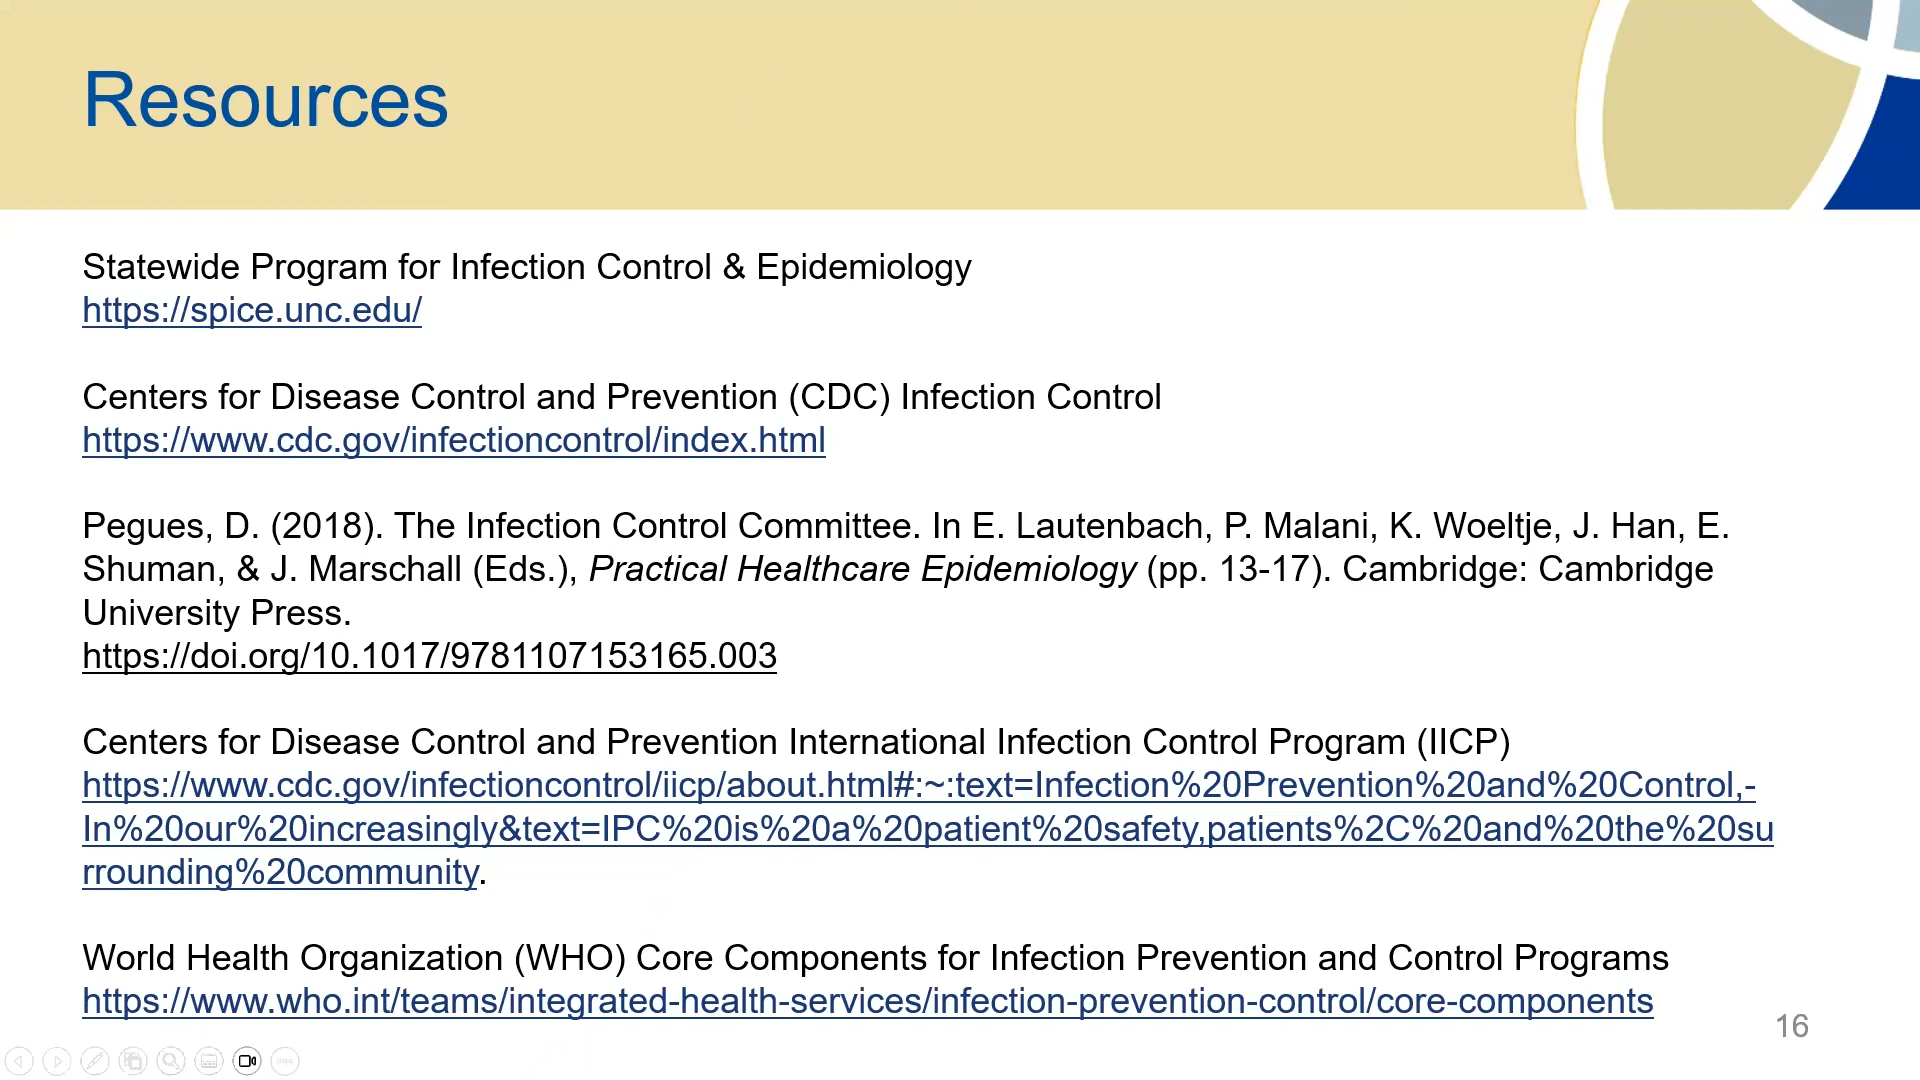 Resources
Statewide Program for Infection Control & Epidemiology
https://spice.unc.edu/
Centers for Disease Control and Prevention (CDC) Infection Control
https://www.cdc.gov/infectioncontrol/index.html
Pegues, D. (2018). The Infection Control Committee. In E. Lautenbach, P. Malani, K. Woeltje, J. Han, E.
Shuman, & J. Marschall (Eds.), Practical Healthcare Epidemiology (pp. 13-17). Cambridge: Cambridge
University Press.
https://doi.org/10.1017/9781107153165.003
Centers for Disease Control and Prevention International Infection Control Program (IICP)
https://www.cdc.gov/infectioncontrol/iicp/about.html#:~:text=Infection%20Prevention%20and%20Control,-
In%20our%20increasingly&text=IPC%20is%20a%20patient%20safety,patients%2C%20and%20the%20su
rrounding%20community.
World Health Organization (WHO) Core Components for Infection Prevention and Control Programs
https://www.who.int/teams/integrated-health-services/infection-prevention-control/core-components
16